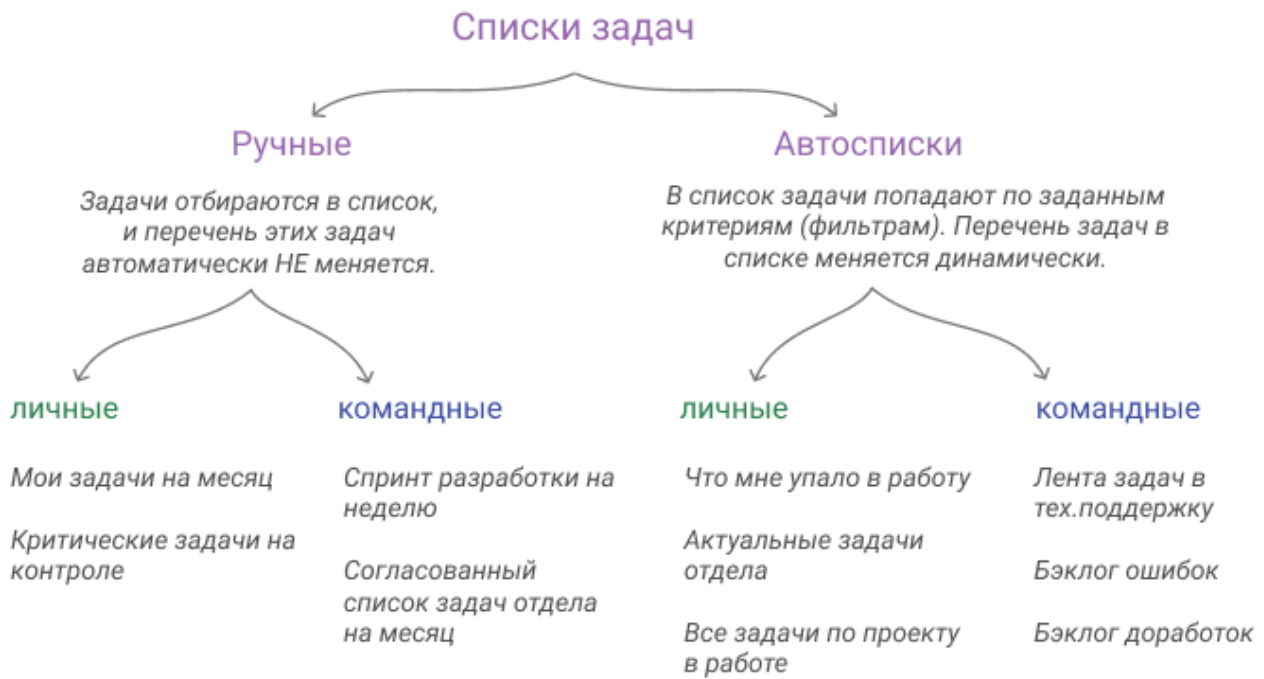 Списки задач
Ручные
Задачи отбираются в список,
и перечень этих задач
автоматически НЕ меняется.
Автосписки
В список задачи попадают по заданным
критериям (фильтрам). Перечень задач в
списке меняется динамически.
личные
Мои задачи на месяц
Критические задачи на
контроле
командные
Спринт разработки на
неделю
Согласованный
список задач отдела
на месяц
личные
Что мне упало в работу
Актуальные задачи
отдела
Все задачи по проекту
в работе
командные
Лента задач в
тех.поддержку
Бэклог ошибок
Бэклог доработок